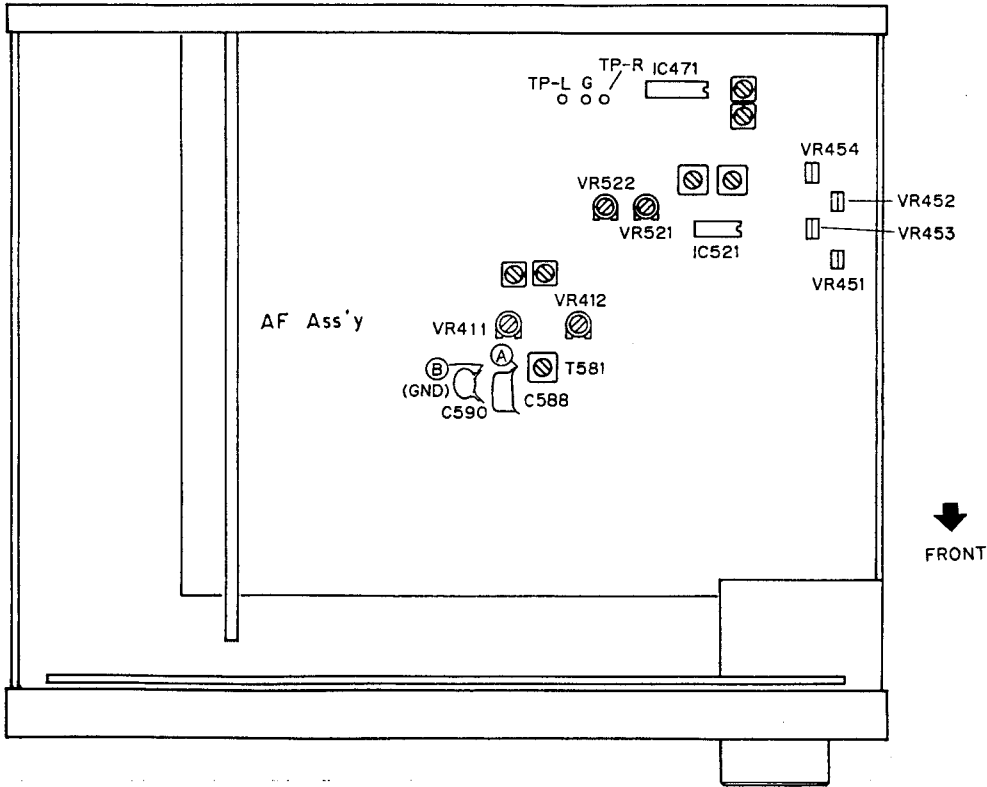 TP-R
TP-L G
IC471
VR454
VR522
VR452
VR521
VR453
IC521
VR451
VR412
AF Ass'y
VR411
A
B
T581
(GND)
C590
C588
FRONT